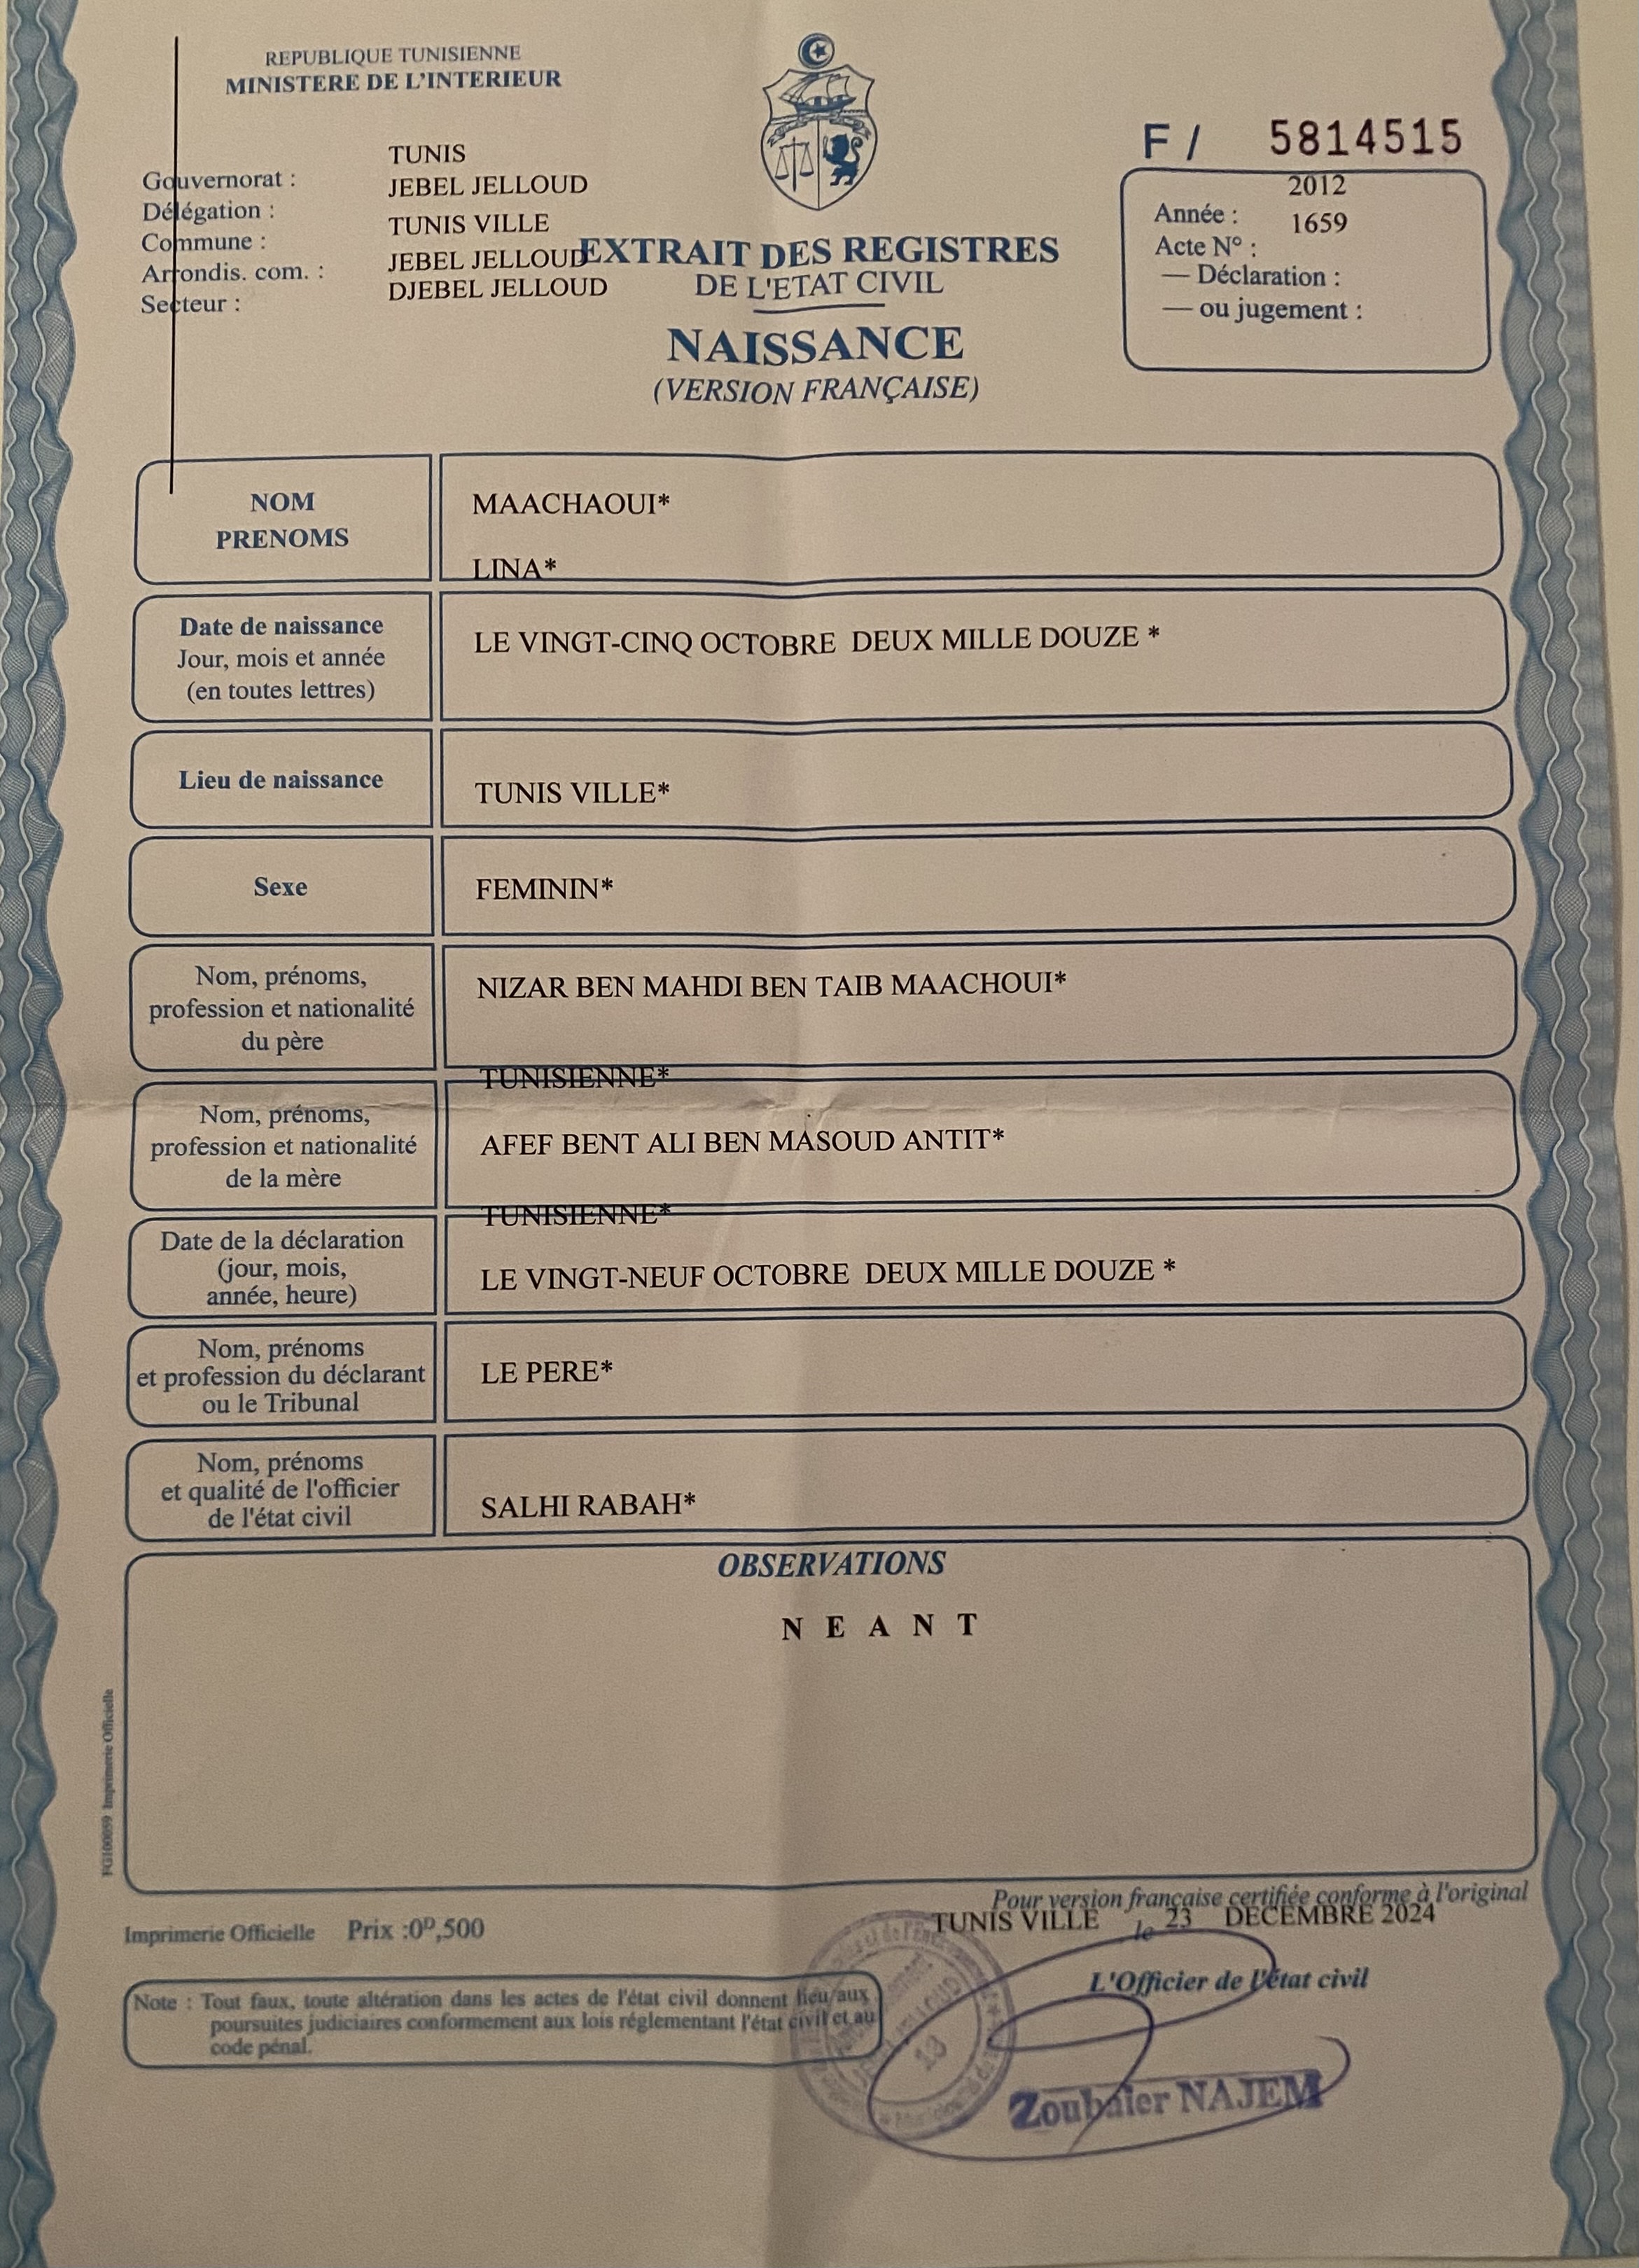 REPUBLIQUE TUNISIENNE
MINISTERE DE L'INTERIEUR
F / 5814515
Gouvernorat : TUNIS
Délégation : JEBEL JELLOUD
Commune : TUNIS VILLE
Arrondis. com. : JEBEL JELLOUD
Secteur : DJEBEL JELLOUD
EXTRAIT DES REGISTRES
DE L'ETAT CIVIL
NAISSANCE
(VERSION FRANÇAISE)
Année : 2012
Acte N° : 1659
— Déclaration :
— ou jugement :
NOM
PRENOMS
MAACHAOUI*
LINA*
Date de naissance
Jour, mois et année
(en toutes lettres)
LE VINGT-CINQ OCTOBRE DEUX MILLE DOUZE *
Lieu de naissance
TUNIS VILLE*
Sexe
FEMININ*
Nom, prénoms,
profession et nationalité
du père
NIZAR BEN MAHDI BEN TAIB MAACHOUI*
TUNISIENNE*
Nom, prénoms,
profession et nationalité
de la mère
AFEF BENT ALI BEN MASOUD ANTIT*
TUNISIENNE*
Date de la déclaration
(jour, mois,
année, heure)
LE VINGT-NEUF OCTOBRE DEUX MILLE DOUZE *
Nom, prénoms
et profession du déclarant
ou le Tribunal
LE PERE*
Nom, prénoms
et qualité de l'officier
de l'état civil
SALHI RABAH*
OBSERVATIONS
N E A N T
FG100059 Imprimerie Officielle
Pour version française certifiée conforme à l'original
TUNIS VILLE le 23 DECEMBRE 2024
Imprimerie Officielle Prix :0ᴰ,500
L'Officier de l'état civil
Note : Tout faux, toute altération dans les actes de l'état civil donnent lieu aux
poursuites judiciaires conformement aux lois réglementant l'état civil et au
code pénal.
JELLOUD
13
Zoubaier NAJEM